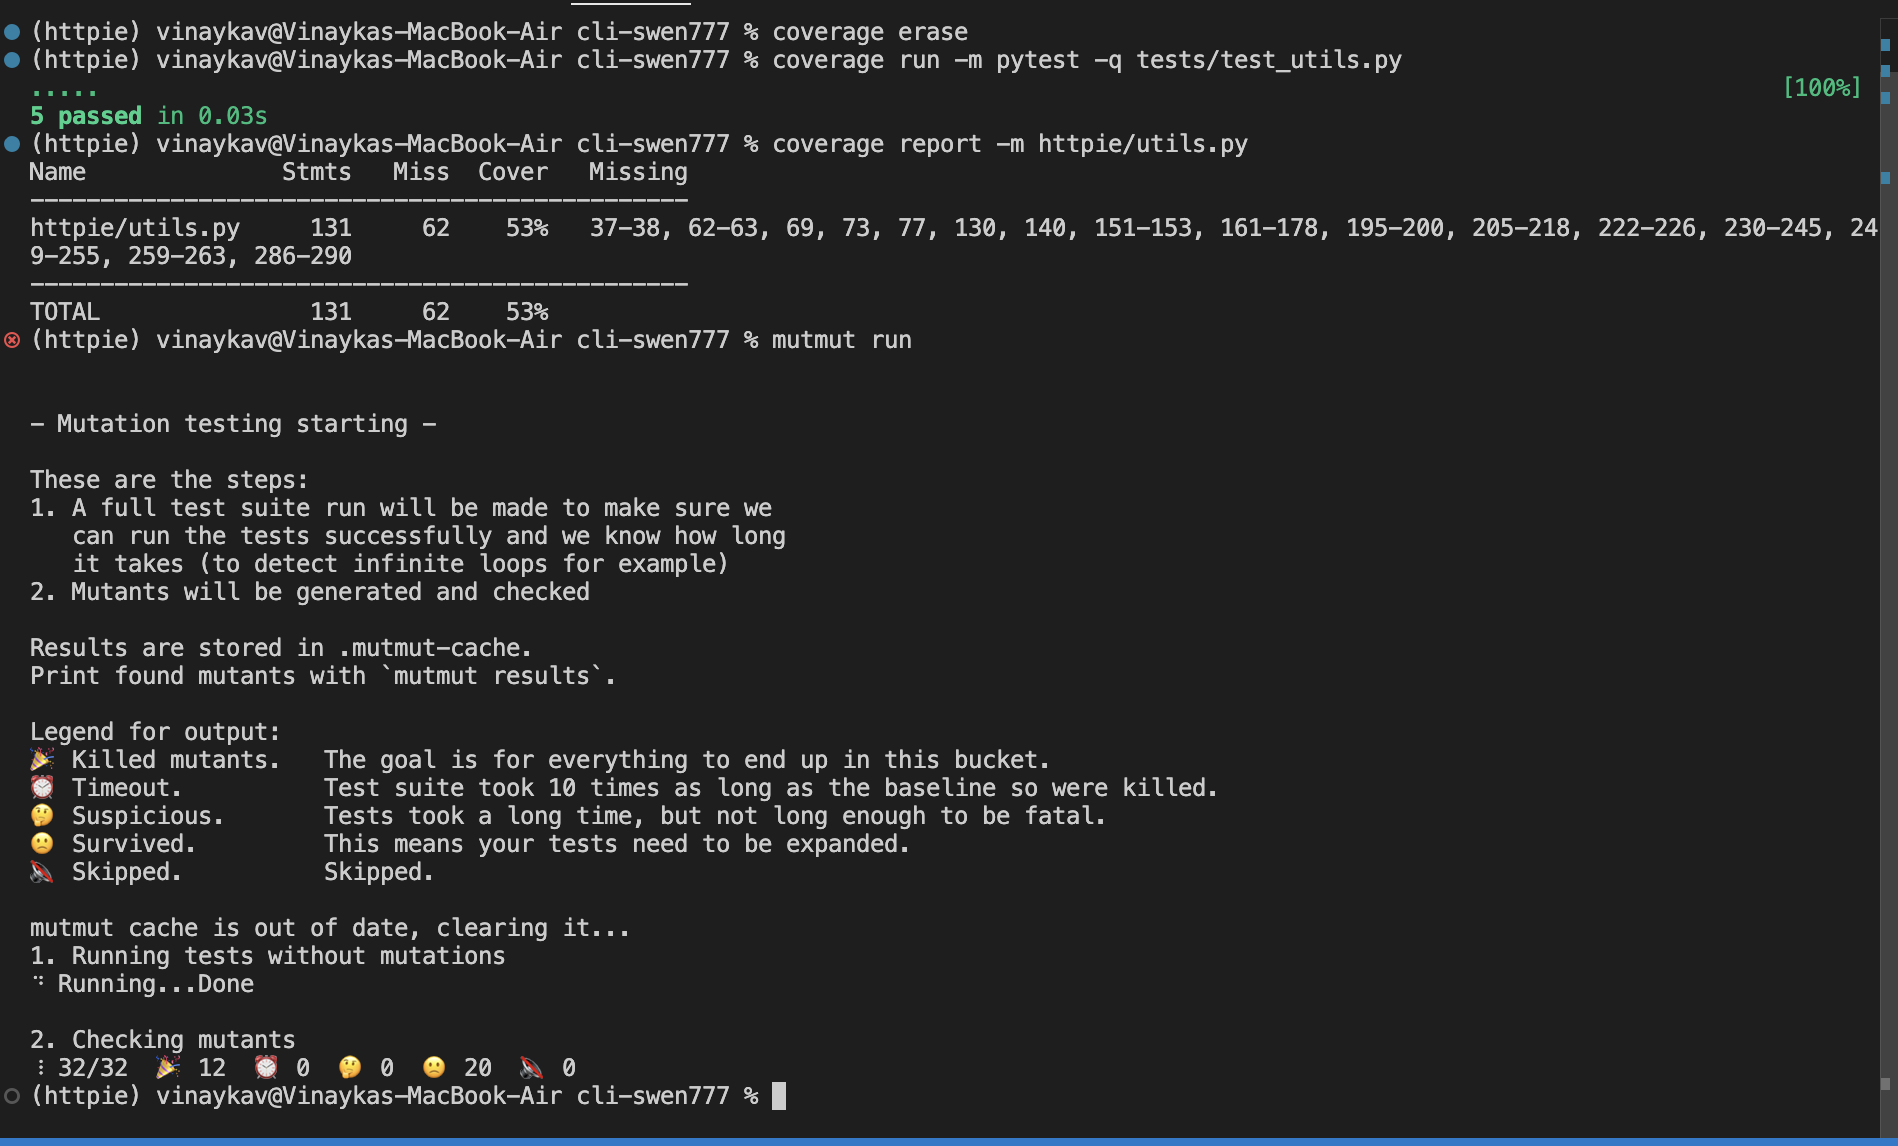 (httpie) vinaykav@Vinaykas-MacBook-Air cli-swen777 % coverage erase
(httpie) vinaykav@Vinaykas-MacBook-Air cli-swen777 % coverage run -m pytest -q tests/test_utils.py
..... [100%]
5 passed in 0.03s
(httpie) vinaykav@Vinaykas-MacBook-Air cli-swen777 % coverage report -m httpie/utils.py
Name              Stmts   Miss  Cover   Missing
-----------------------------------------------
httpie/utils.py     131     62    53%   37-38, 62-63, 69, 73, 77, 130, 140, 151-153, 161-178, 195-200, 205-218, 222-226, 230-245, 24
9-255, 259-263, 286-290
-----------------------------------------------
TOTAL               131     62    53%
(httpie) vinaykav@Vinaykas-MacBook-Air cli-swen777 % mutmut run
- Mutation testing starting -
These are the steps:
1. A full test suite run will be made to make sure we
   can run the tests successfully and we know how long
   it takes (to detect infinite loops for example)
2. Mutants will be generated and checked
Results are stored in .mutmut-cache.
Print found mutants with `mutmut results`.
Legend for output:
🎉 Killed mutants.   The goal is for everything to end up in this bucket.
⏰ Timeout.          Test suite took 10 times as long as the baseline so were killed.
🤔 Suspicious.       Tests took a long time, but not long enough to be fatal.
🙁 Survived.         This means your tests need to be expanded.
🔇 Skipped.          Skipped.
mutmut cache is out of date, clearing it...
1. Running tests without mutations
⠙ Running...Done
2. Checking mutants
⠸ 32/32  🎉 12  ⏰ 0  🤔 0  🙁 20  🔇 0
(httpie) vinaykav@Vinaykas-MacBook-Air cli-swen777 %